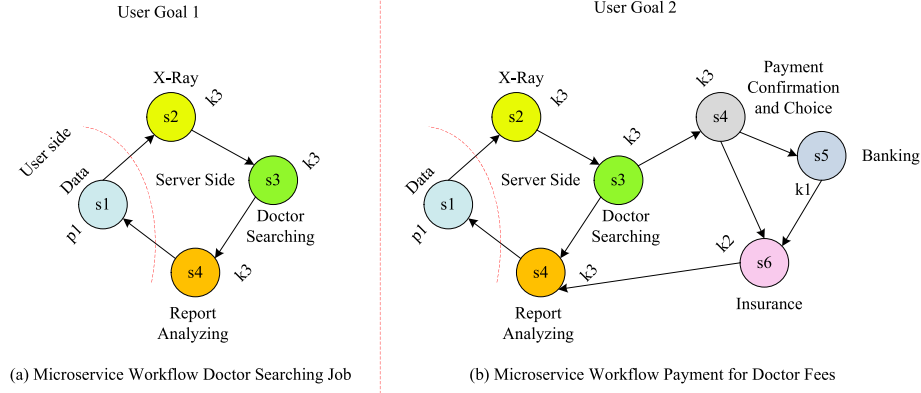 User Goal 1
X-Ray
k3
s2
User side
Data
Server Side
k3
s3
s1
p1
Doctor
Searching
s4
k3
Report
Analyzing
(a) Microservice Workflow Doctor Searching Job
User Goal 2
X-Ray
k3
s2
Data
Server Side
k3
s3
s1
p1
Doctor
Searching
s4
k3
Report
Analyzing
k3
s4
Payment
Confirmation
and Choice
s5
Banking
k1
k2
s6
Insurance
(b) Microservice Workflow Payment for Doctor Fees